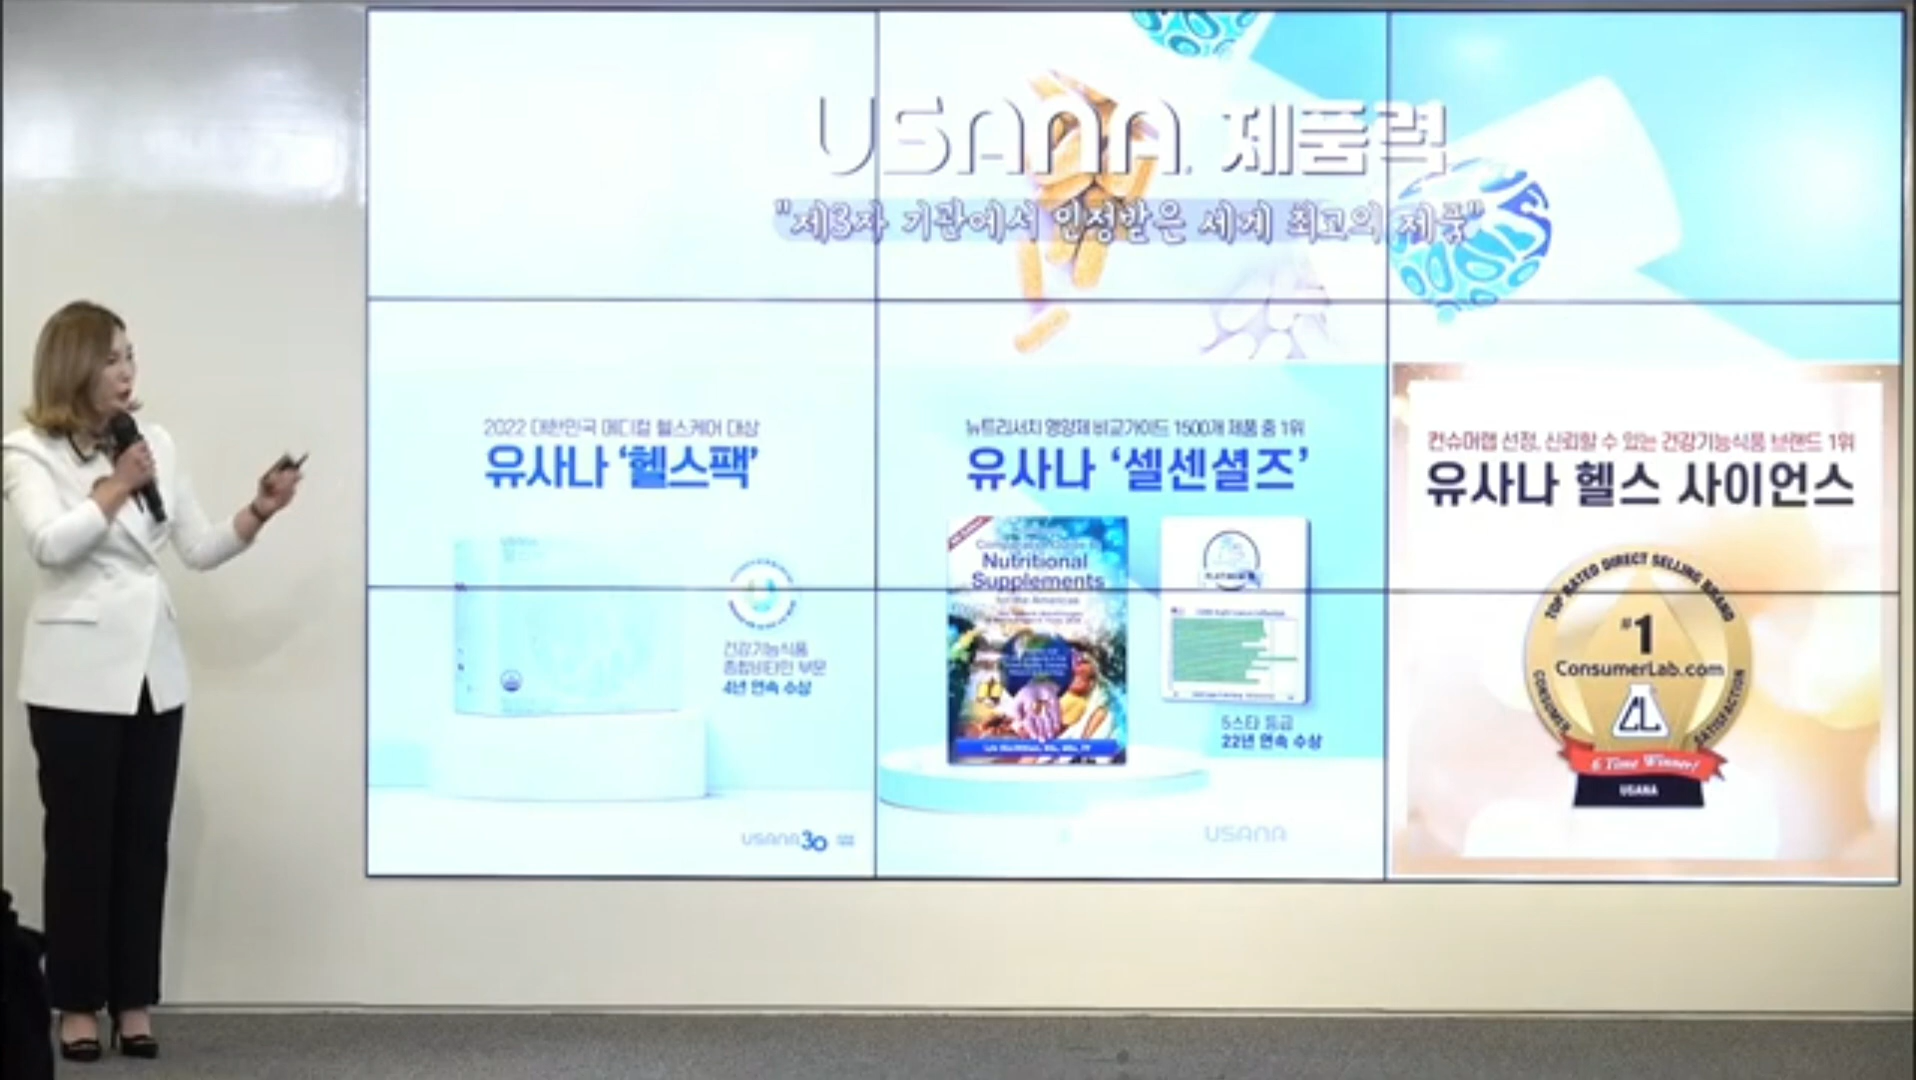 USANA 제품력
"제3자 기관에서 인정받은 세계 최고의 제품"
2022 대한민국 메디컬 헬스케어 대상
유사나 '헬스팩'
건강기능식품
종합비타민 부문
4년 연속 수상
USANA 30
뉴트리서치 영양제 비교가이드 1500개 제품 중 1위
유사나 '셀센셜즈'
Nutritional
Supplements
for the Americas
PLATINUM
5스타 등급
22년 연속 수상
USANA
컨슈머랩 선정, 신뢰할 수 있는 건강기능식품 브랜드 1위
유사나 헬스 사이언스
TOP RATED DIRECT SELLING BRAND
#1
ConsumerLab.com
CL
CONSUMER SATISFACTION
6 Time Winner!
USANA